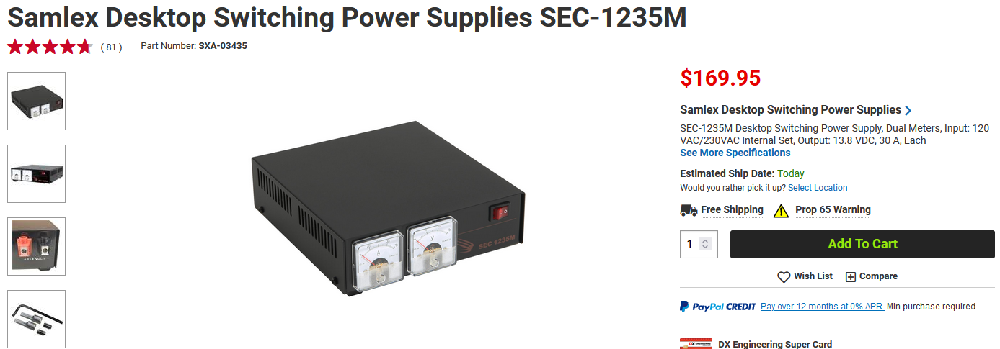 Samlex Desktop Switching Power Supplies SEC-1235M
( 81 ) Part Number: SXA-03435
$169.95
Samlex Desktop Switching Power Supplies
SEC-1235M Desktop Switching Power Supply, Dual Meters, Input: 120
VAC/230VAC Internal Set, Output: 13.8 VDC, 30 A, Each
See More Specifications
Estimated Ship Date: Today
Would you rather pick it up? Select Location
Free Shipping Prop 65 Warning
1 Add To Cart
Wish List Compare
PayPal CREDIT Pay over 12 months at 0% APR. Min purchase required.
DX Engineering Super Card
A
V
SEC 1235M
+ 13.8 VDC −